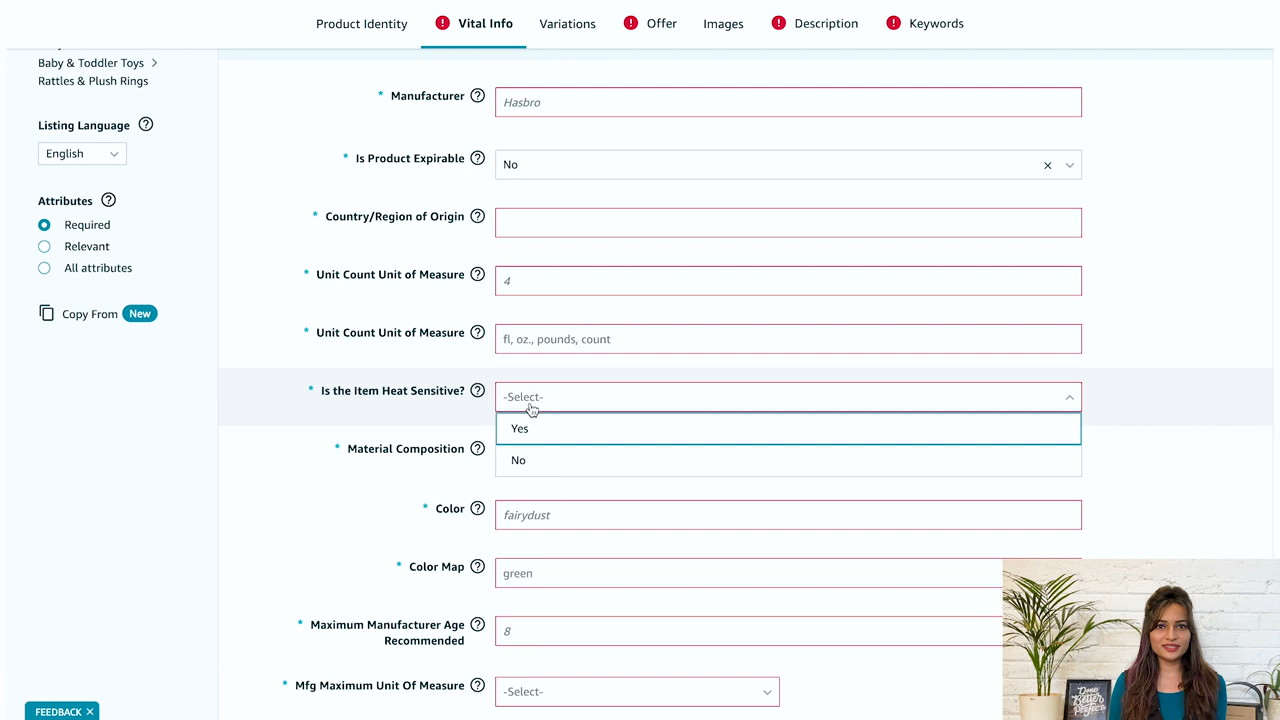 Product Identity
Vital Info
Variations
Offer
Images
Description
Keywords
Baby & Toddler Toys
Rattles & Plush Rings
Listing Language
English
Attributes
Required
Relevant
All attributes
Copy From New
* Manufacturer
Hasbro
* Is Product Expirable
No
* Country/Region of Origin
* Unit Count Unit of Measure
4
* Unit Count Unit of Measure
fl, oz., pounds, count
* Is the Item Heat Sensitive?
-Select-
Yes
No
* Material Composition
* Color
fairydust
* Color Map
green
* Maximum Manufacturer Age
Recommended
8
* Mfg Maximum Unit Of Measure
-Select-
FEEDBACK
Done
Better
Perfect